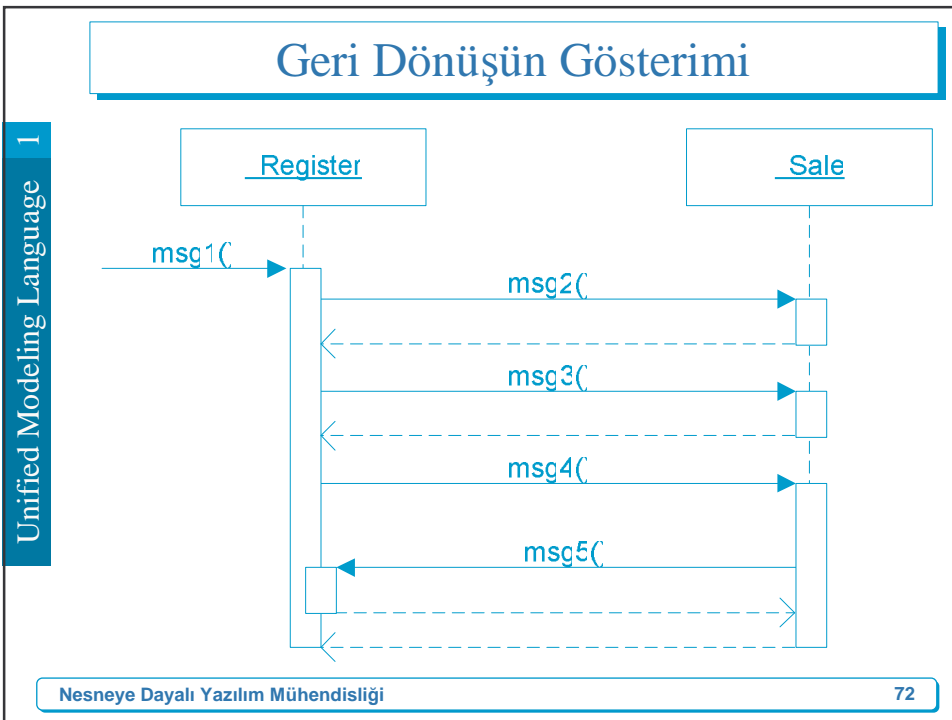 Geri Dönüşün Gösterimi
Unified Modeling Language 1
Register
Sale
msg1(
msg2(
msg3(
msg4(
msg5(
Nesneye Dayalı Yazılım Mühendisliği
72